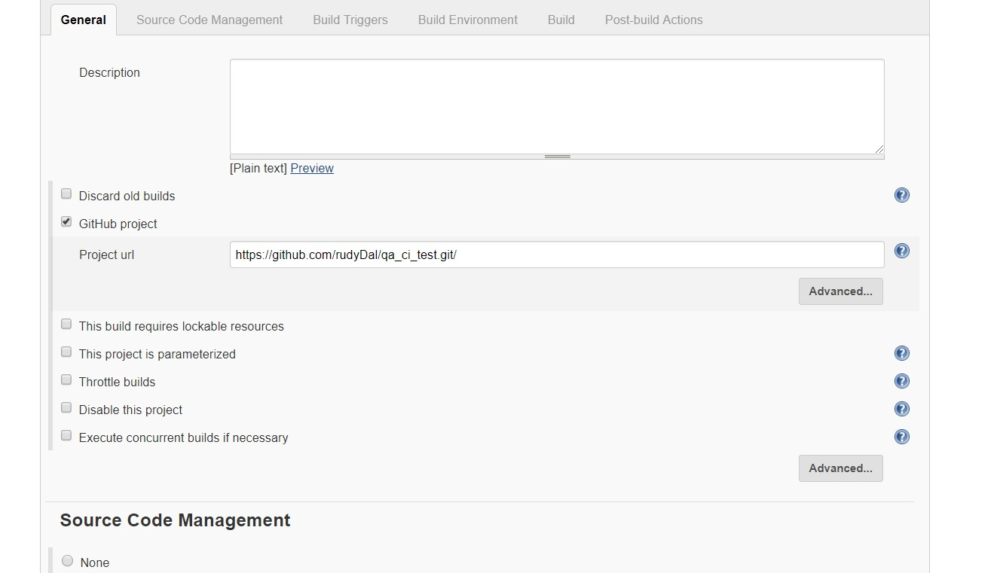 General Source Code Management Build Triggers Build Environment Build Post-build Actions
Description
[Plain text] Preview
Discard old builds
GitHub project
Project url https://github.com/rudyDal/qa_ci_test.git/
Advanced...
This build requires lockable resources
This project is parameterized
Throttle builds
Disable this project
Execute concurrent builds if necessary
Advanced...
Source Code Management
None